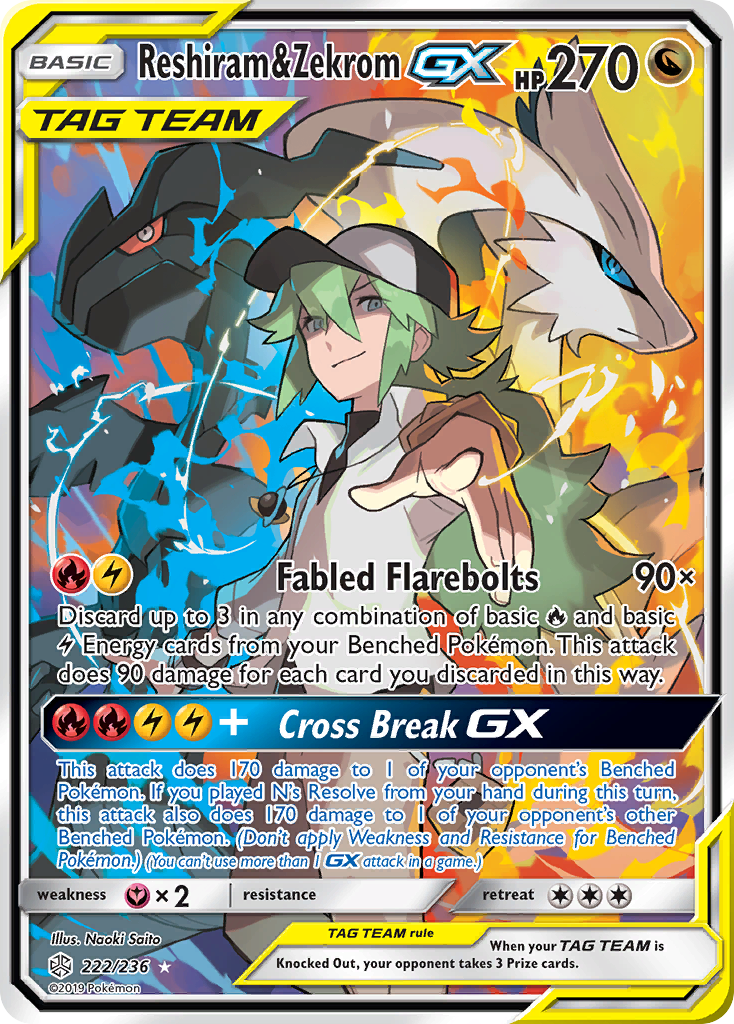 BASIC Reshiram&Zekrom GX HP270
TAG TEAM
Fabled Flarebolts 90×
Discard up to 3 in any combination of basic and basic
Energy cards from your Benched Pokémon. This attack
does 90 damage for each card you discarded in this way.
+ Cross Break GX
This attack does 170 damage to 1 of your opponent's Benched
Pokémon. If you played N's Resolve from your hand during this turn,
this attack also does 170 damage to 1 of your opponent's other
Benched Pokémon. (Don't apply Weakness and Resistance for Benched
Pokémon.) (You can't use more than 1 GX attack in a game.)
weakness ×2 resistance retreat
Illus. Naoki Saito
TAG TEAM rule
When your TAG TEAM is
Knocked Out, your opponent takes 3 Prize cards.
222/236
©2019 Pokémon